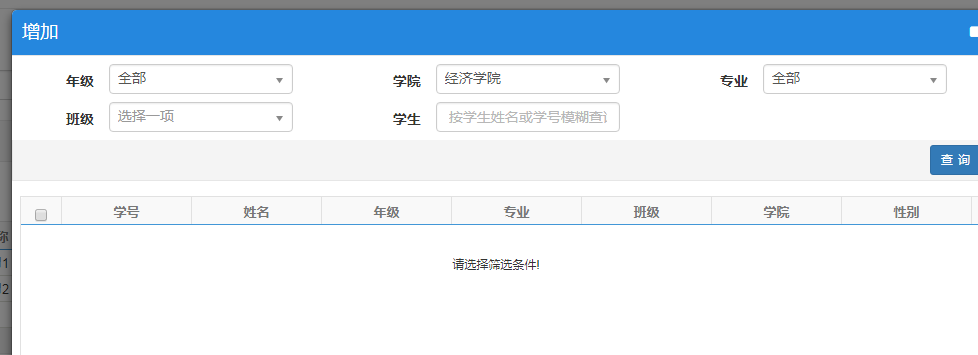 增加
年级 全部 学院 经济学院 专业 全部
班级 选择一项 学生 按学生姓名或学号模糊查
查 询
学号 姓名 年级 专业 班级 学院 性别
称
1
2
请选择筛选条件!